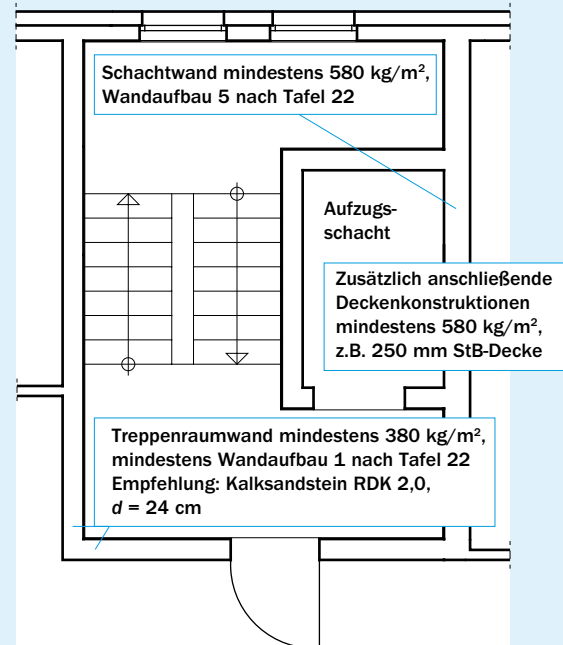 Schachtwand mindestens 580 kg/m²,
Wandaufbau 5 nach Tafel 22
Aufzugs-
schacht
Zusätzlich anschließende
Deckenkonstruktionen
mindestens 580 kg/m²,
z.B. 250 mm StB-Decke
Treppenraumwand mindestens 380 kg/m²,
mindestens Wandaufbau 1 nach Tafel 22
Empfehlung: Kalksandstein RDK 2,0,
d = 24 cm